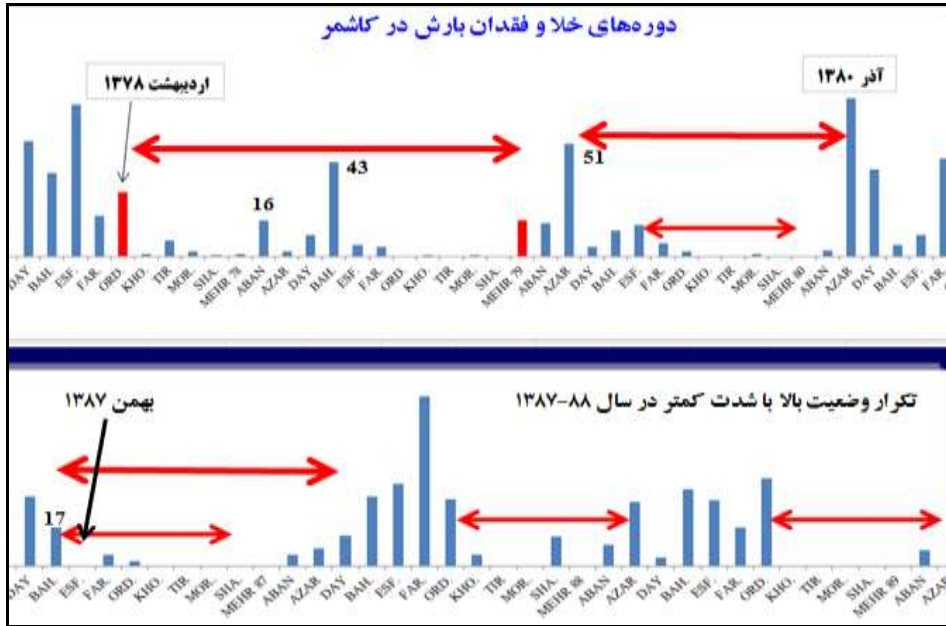 دوره‌های خلا و فقدان بارش در کاشمر
اردیبهشت ۱۳۷۸
آذر ۱۳۸۰
16
43
51
DAY BAH. ESF. FAR. ORD KHO. TIR MOR. SHA. MEHR 78 ABAN AZAR DAY BAH. ESF. FAR. ORD KHO. TIR MOR. SHA. MEHR 79 ABAN AZAR DAY BAH. ESF. FAR. ORD KHO. TIR MOR. SHA. MEHR 80 ABAN AZAR DAY BAH. ESF. FAR.
بهمن ۱۳۸۷
تکرار وضعیت بالا با شدت کمتر در سال ۸۸-۱۳۸۷
17
DAY BAH. ESF. FAR. ORD. KHO. TIR MOR. SHA. MEHR 87 ABAN AZAR DAY BAH. ESF. FAR. ORD KHO. TIR MOR. SHA. MEHR 88 ABAN AZAR DAY BAH. ESF. FAR. ORD KHO. TIR MOR. SHA. MEHR 89 ABAN AZAR